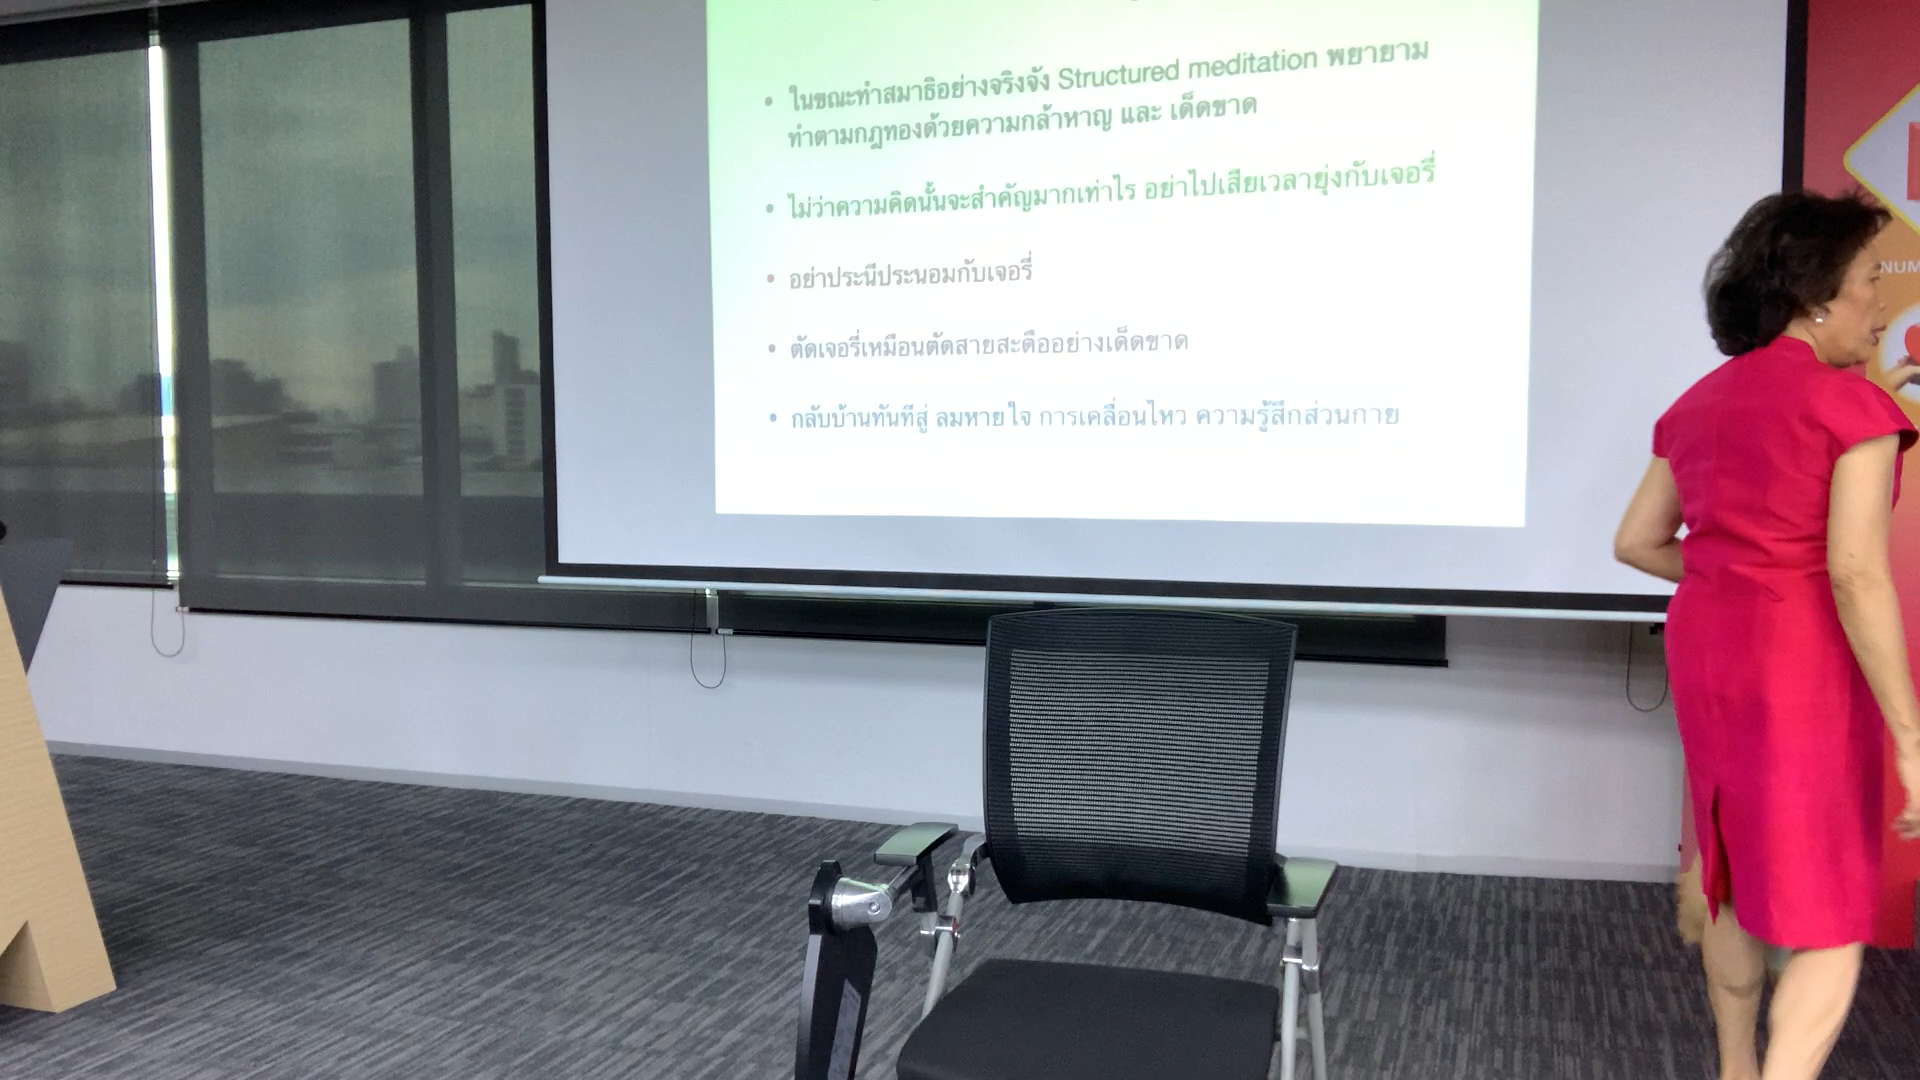 • ในขณะทำสมาธิอย่างจริงจัง Structured meditation พยายาม
ทำตามกฎทองด้วยความกล้าหาญ และ เด็ดขาด
• ไม่ว่าความคิดนั้นจะสำคัญมากเท่าไร อย่าไปเสียเวลายุ่งกับเจอรี่
• อย่าประนีประนอมกับเจอรี่
• ตัดเจอรี่เหมือนตัดสายสะดืออย่างเด็ดขาด
• กลับบ้านทันทีสู่ ลมหายใจ การเคลื่อนไหว ความรู้สึกส่วนกาย
NUM